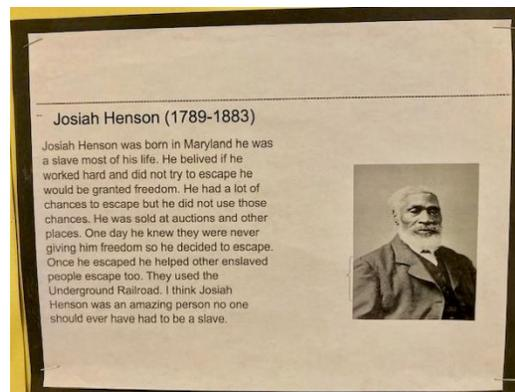 Josiah Henson (1789-1883)
Josiah Henson was born in Maryland he was
a slave most of his life. He belived if he
worked hard and did not try to escape he
would be granted freedom. He had a lot of
chances to escape but he did not use those
chances. He was sold at auctions and other
places. One day he knew they were never
giving him freedom so he decided to escape.
Once he escaped he helped other enslaved
people escape too. They used the
Underground Railroad. I think Josiah
Henson was an amazing person no one
should ever have had to be a slave.